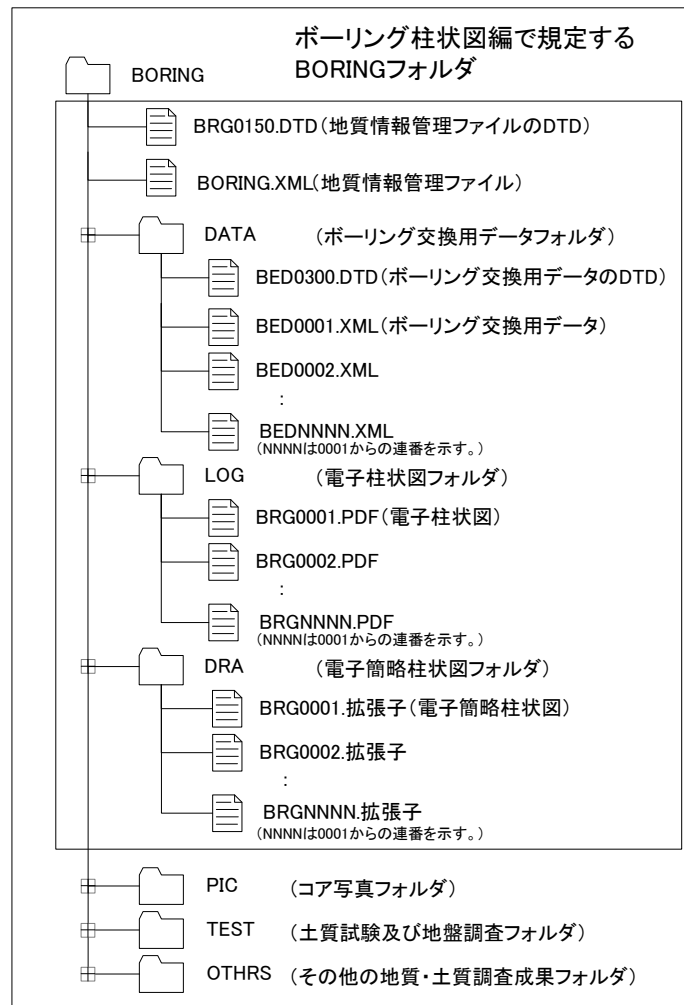 ボーリング柱状図編で規定する
BORINGフォルダ
BORING
BRG0150.DTD(地質情報管理ファイルのDTD)
BORING.XML(地質情報管理ファイル)
DATA (ボーリング交換用データフォルダ)
BED0300.DTD(ボーリング交換用データのDTD)
BED0001.XML(ボーリング交換用データ)
BED0002.XML
:
BEDNNNN.XML
(NNNNは0001からの連番を示す。)
LOG (電子柱状図フォルダ)
BRG0001.PDF(電子柱状図)
BRG0002.PDF
:
BRGNNNN.PDF
(NNNNは0001からの連番を示す。)
DRA (電子簡略柱状図フォルダ)
BRG0001.拡張子(電子簡略柱状図)
BRG0002.拡張子
:
BRGNNNN.拡張子
(NNNNは0001からの連番を示す。)
PIC (コア写真フォルダ)
TEST (土質試験及び地盤調査フォルダ)
OTHRS (その他の地質・土質調査成果フォルダ)